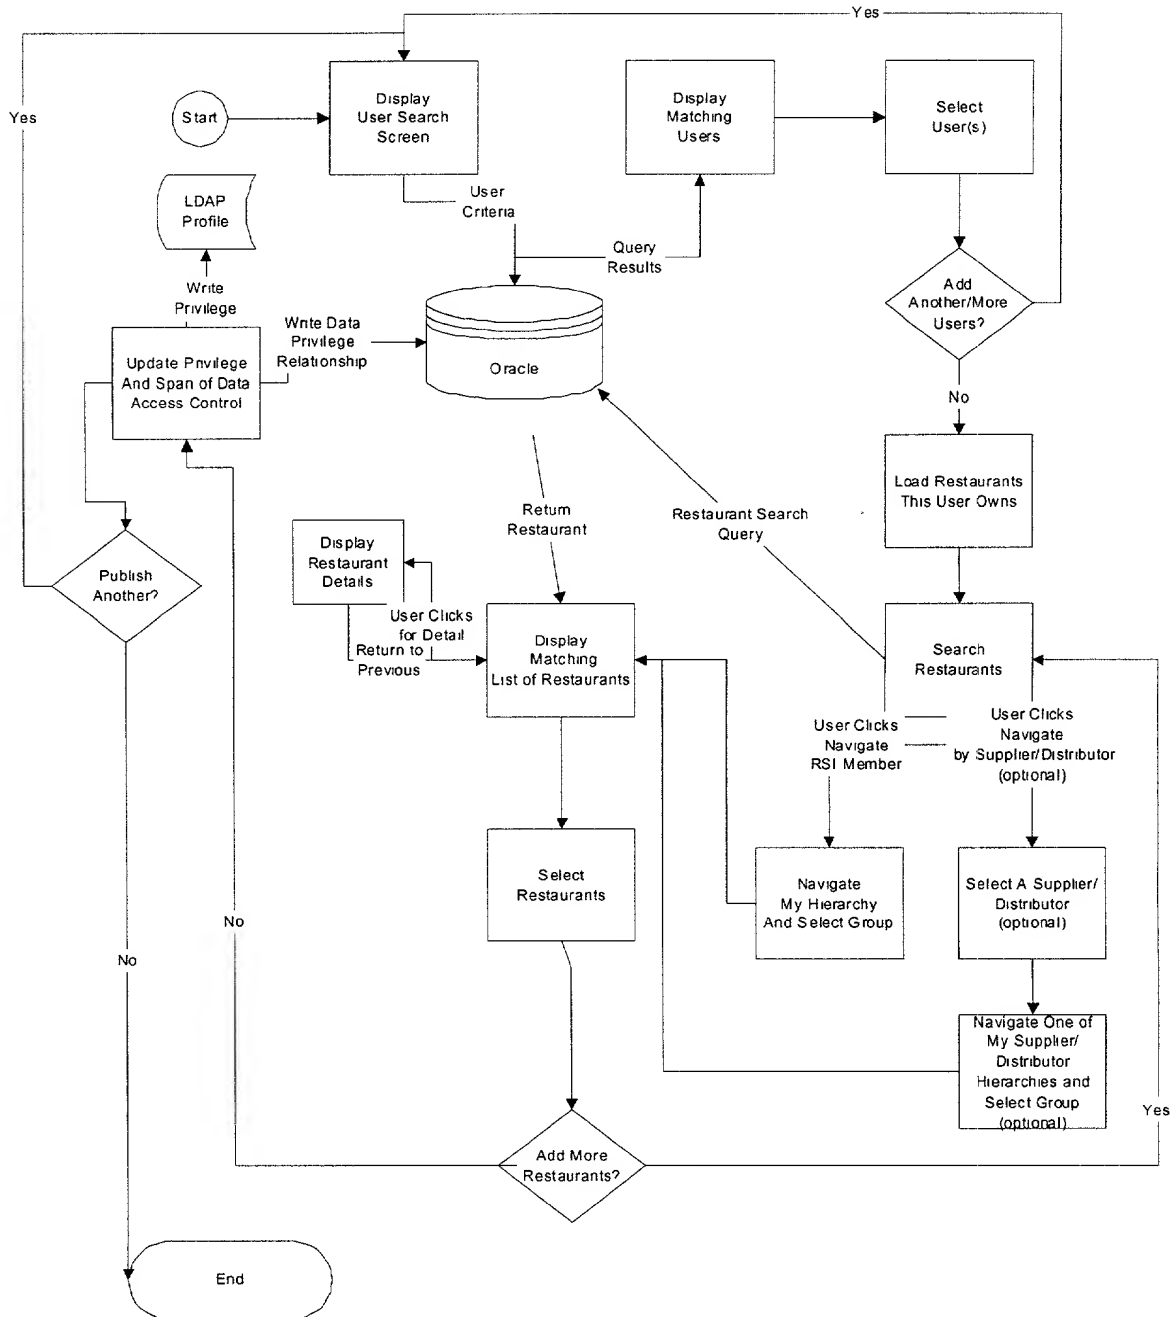 Yes
Yes
Start
Display
User Search
Screen
Display
Matching
Users
Select
User(s)
LDAP
Profile
User
Criteria
Query
Results
Write
Privilege
Add
Another/More
Users?
Write Data
Privilege
Relationship
Update Privilege
And Span of Data
Access Control
Oracle
No
Load Restaurants
This User Owns
Return
Restaurant
Restaurant Search
Query
Display
Restaurant
Details
Publish
Another?
User Clicks
for Detail
Return to
Previous
Display
Matching
List of Restaurants
Search
Restaurants
User Clicks
Navigate
RSI Member
User Clicks
Navigate
by Supplier/Distributor
(optional)
Select
Restaurants
Navigate
My Hierarchy
And Select Group
Select A Supplier/
Distributor
(optional)
No
No
Navigate One of
My Supplier/
Distributor
Hierarchies and
Select Group
(optional)
Yes
Add More
Restaurants?
End